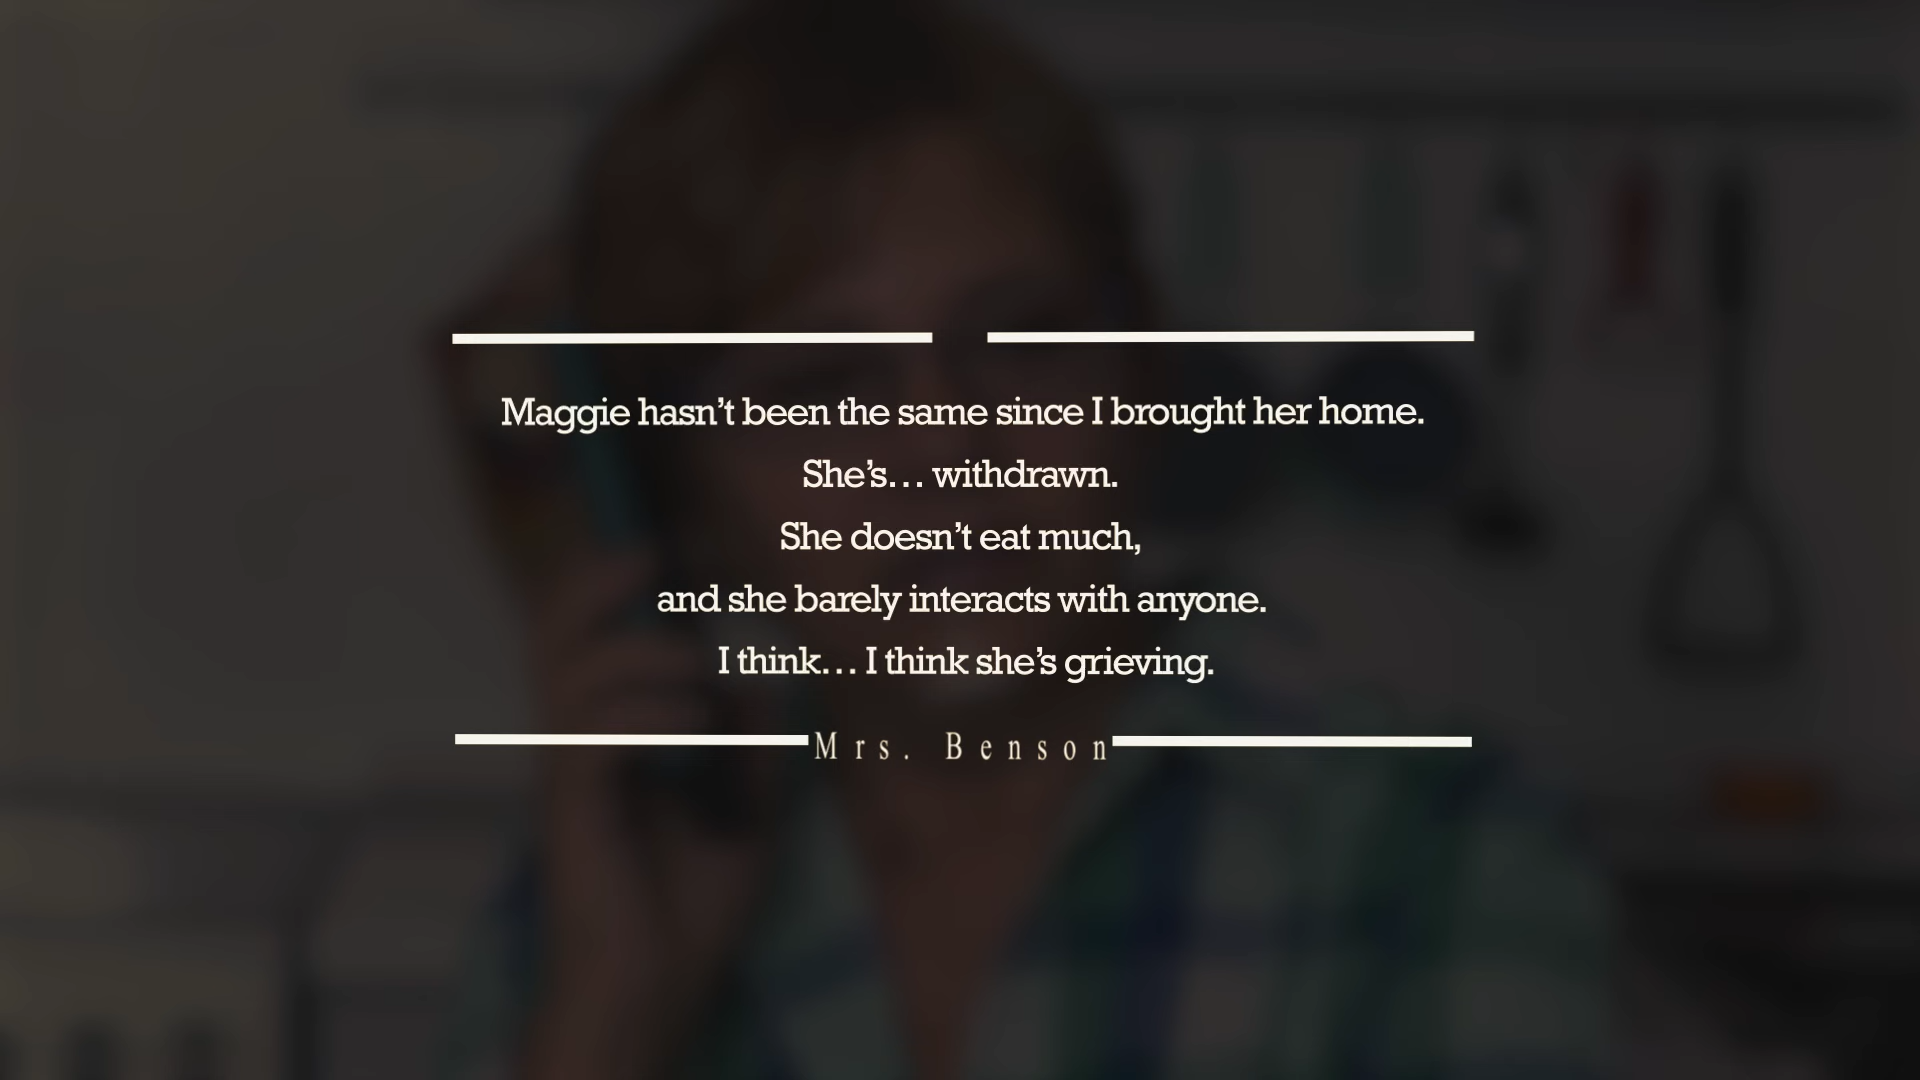 Maggie hasn’t been the same since I brought her home.
She’s… withdrawn.
She doesn’t eat much,
and she barely interacts with anyone.
I think… I think she’s grieving.
Mrs. Benson